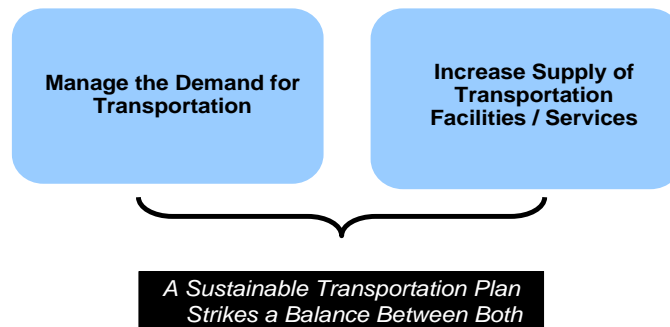 Manage the Demand for
Transportation
Increase Supply of
Transportation
Facilities / Services
A Sustainable Transportation Plan
Strikes a Balance Between Both